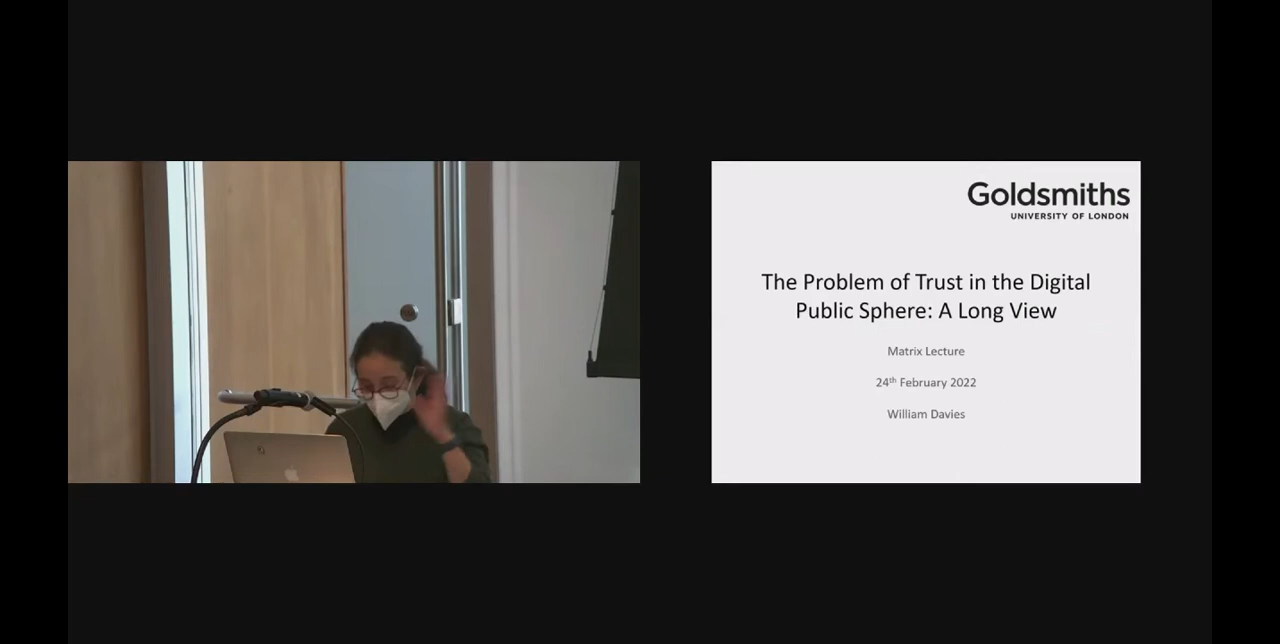 Goldsmiths
UNIVERSITY OF LONDON
The Problem of Trust in the Digital
Public Sphere: A Long View
Matrix Lecture
24th February 2022
William Davies